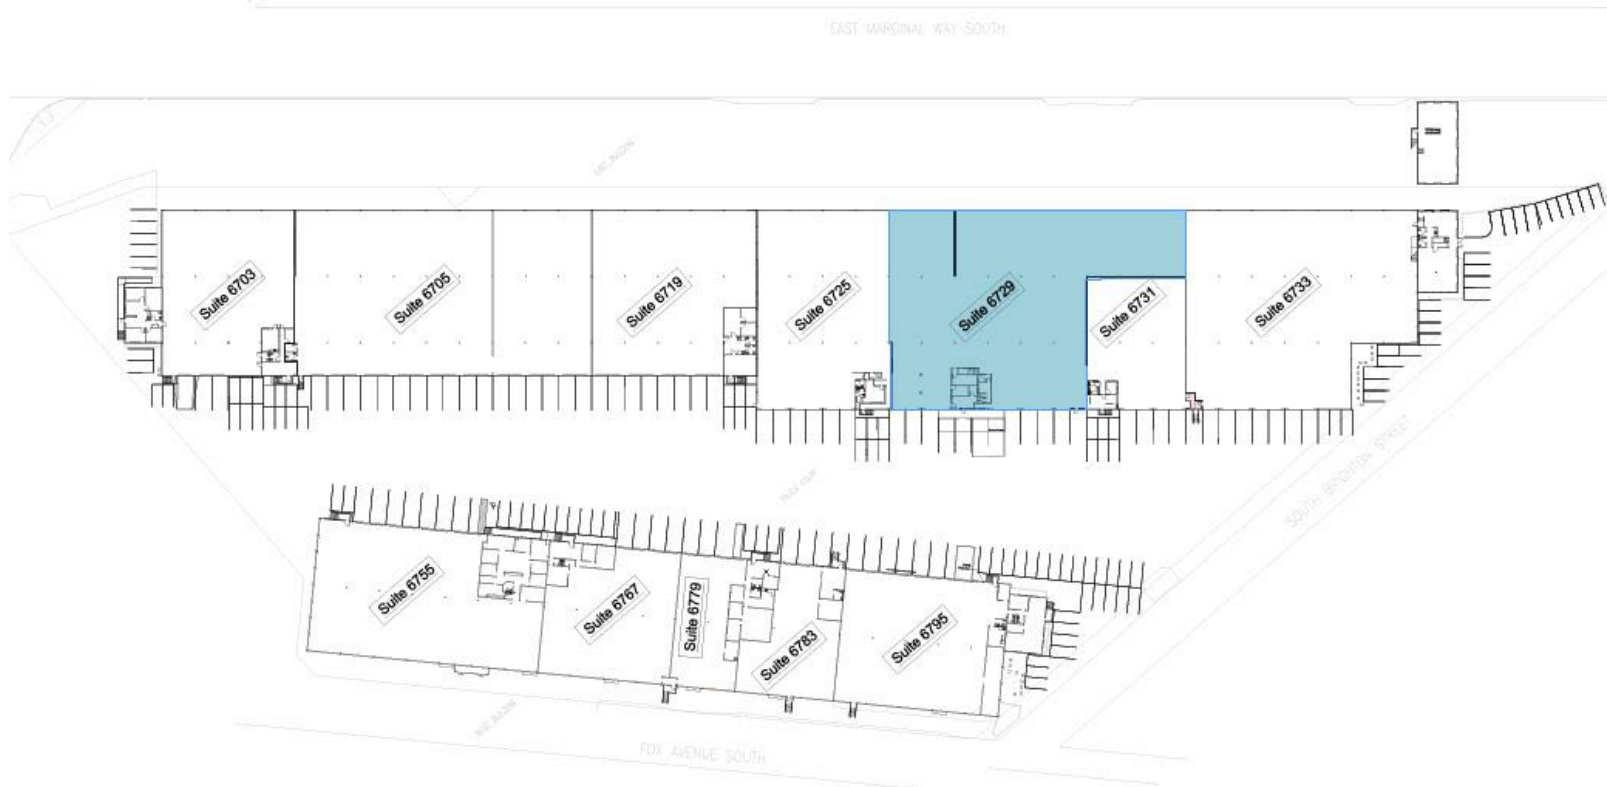 EAST MARGINAL WAY SOUTH
Suite 6703
Suite 6705
Suite 6719
Suite 6725
Suite 6729
Suite 6731
Suite 6733
SOUTH BRIGHTON STREET
Suite 6755
Suite 6767
Suite 6779
Suite 6783
Suite 6795
FOX AVENUE SOUTH